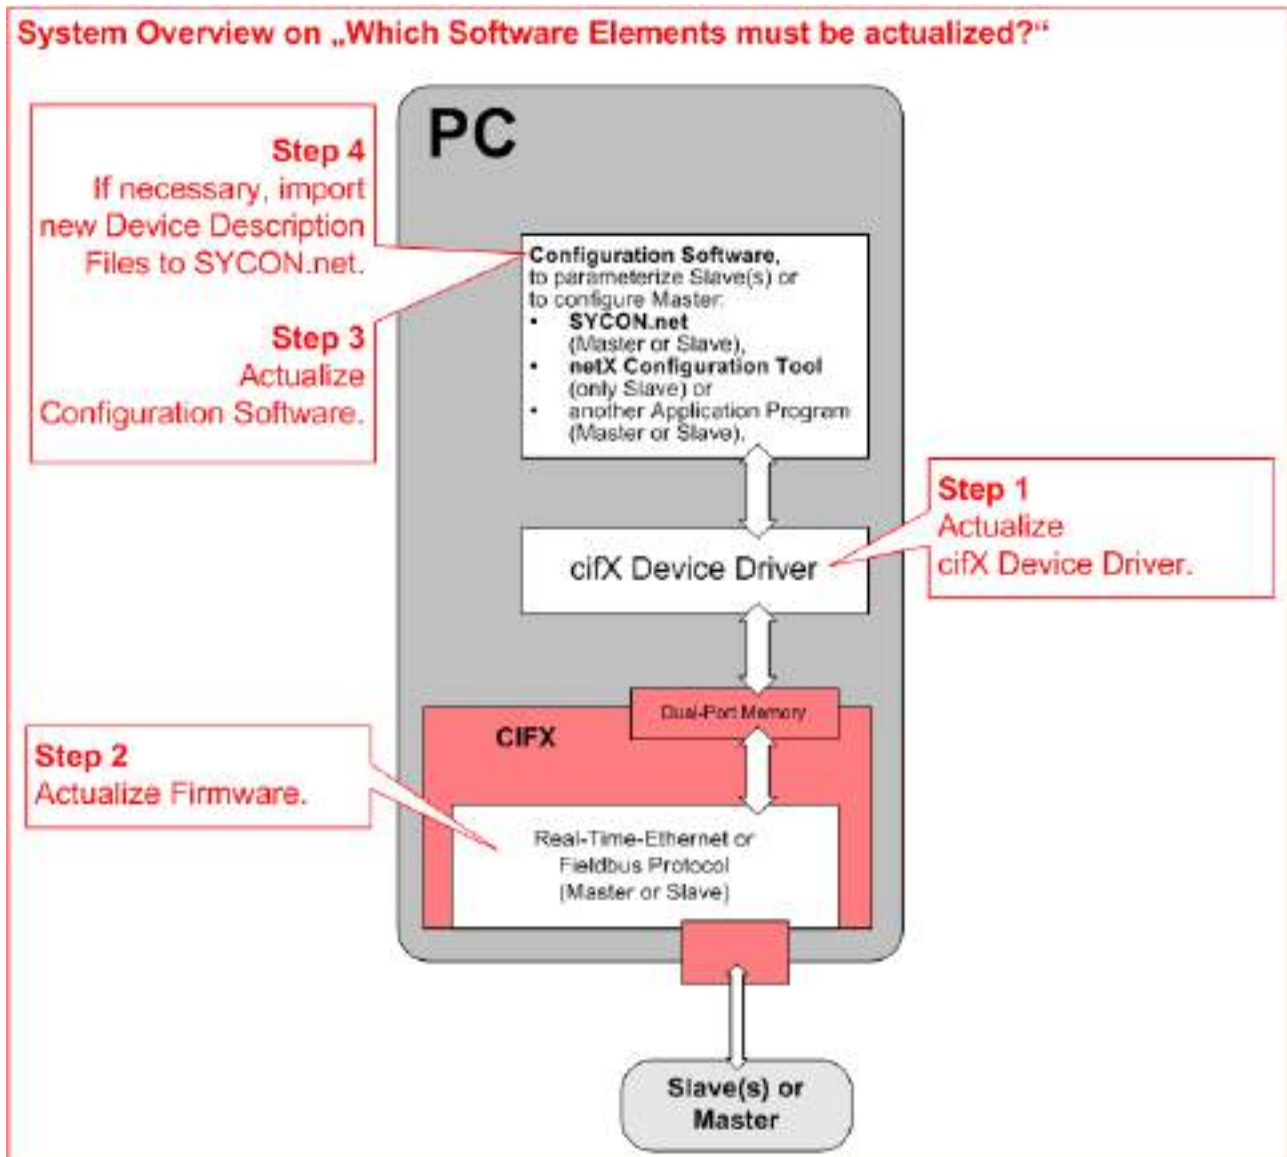 System Overview on „Which Software Elements must be actualized?“
PC
Step 4
If necessary, import
new Device Description
Files to SYCON.net.
Step 3
Actualize
Configuration Software.
Configuration Software,
to parameterize Slave(s) or
to configure Master:
• SYCON.net
(Master or Slave),
• netX Configuration Tool
(only Slave) or
• another Application Program
(Master or Slave).
Step 1
Actualize
cifX Device Driver.
cifX Device Driver
Dual-Port Memory
CIFX
Step 2
Actualize Firmware.
Real-Time-Ethernet or
Fieldbus Protocol
(Master or Slave)
Slave(s) or
Master